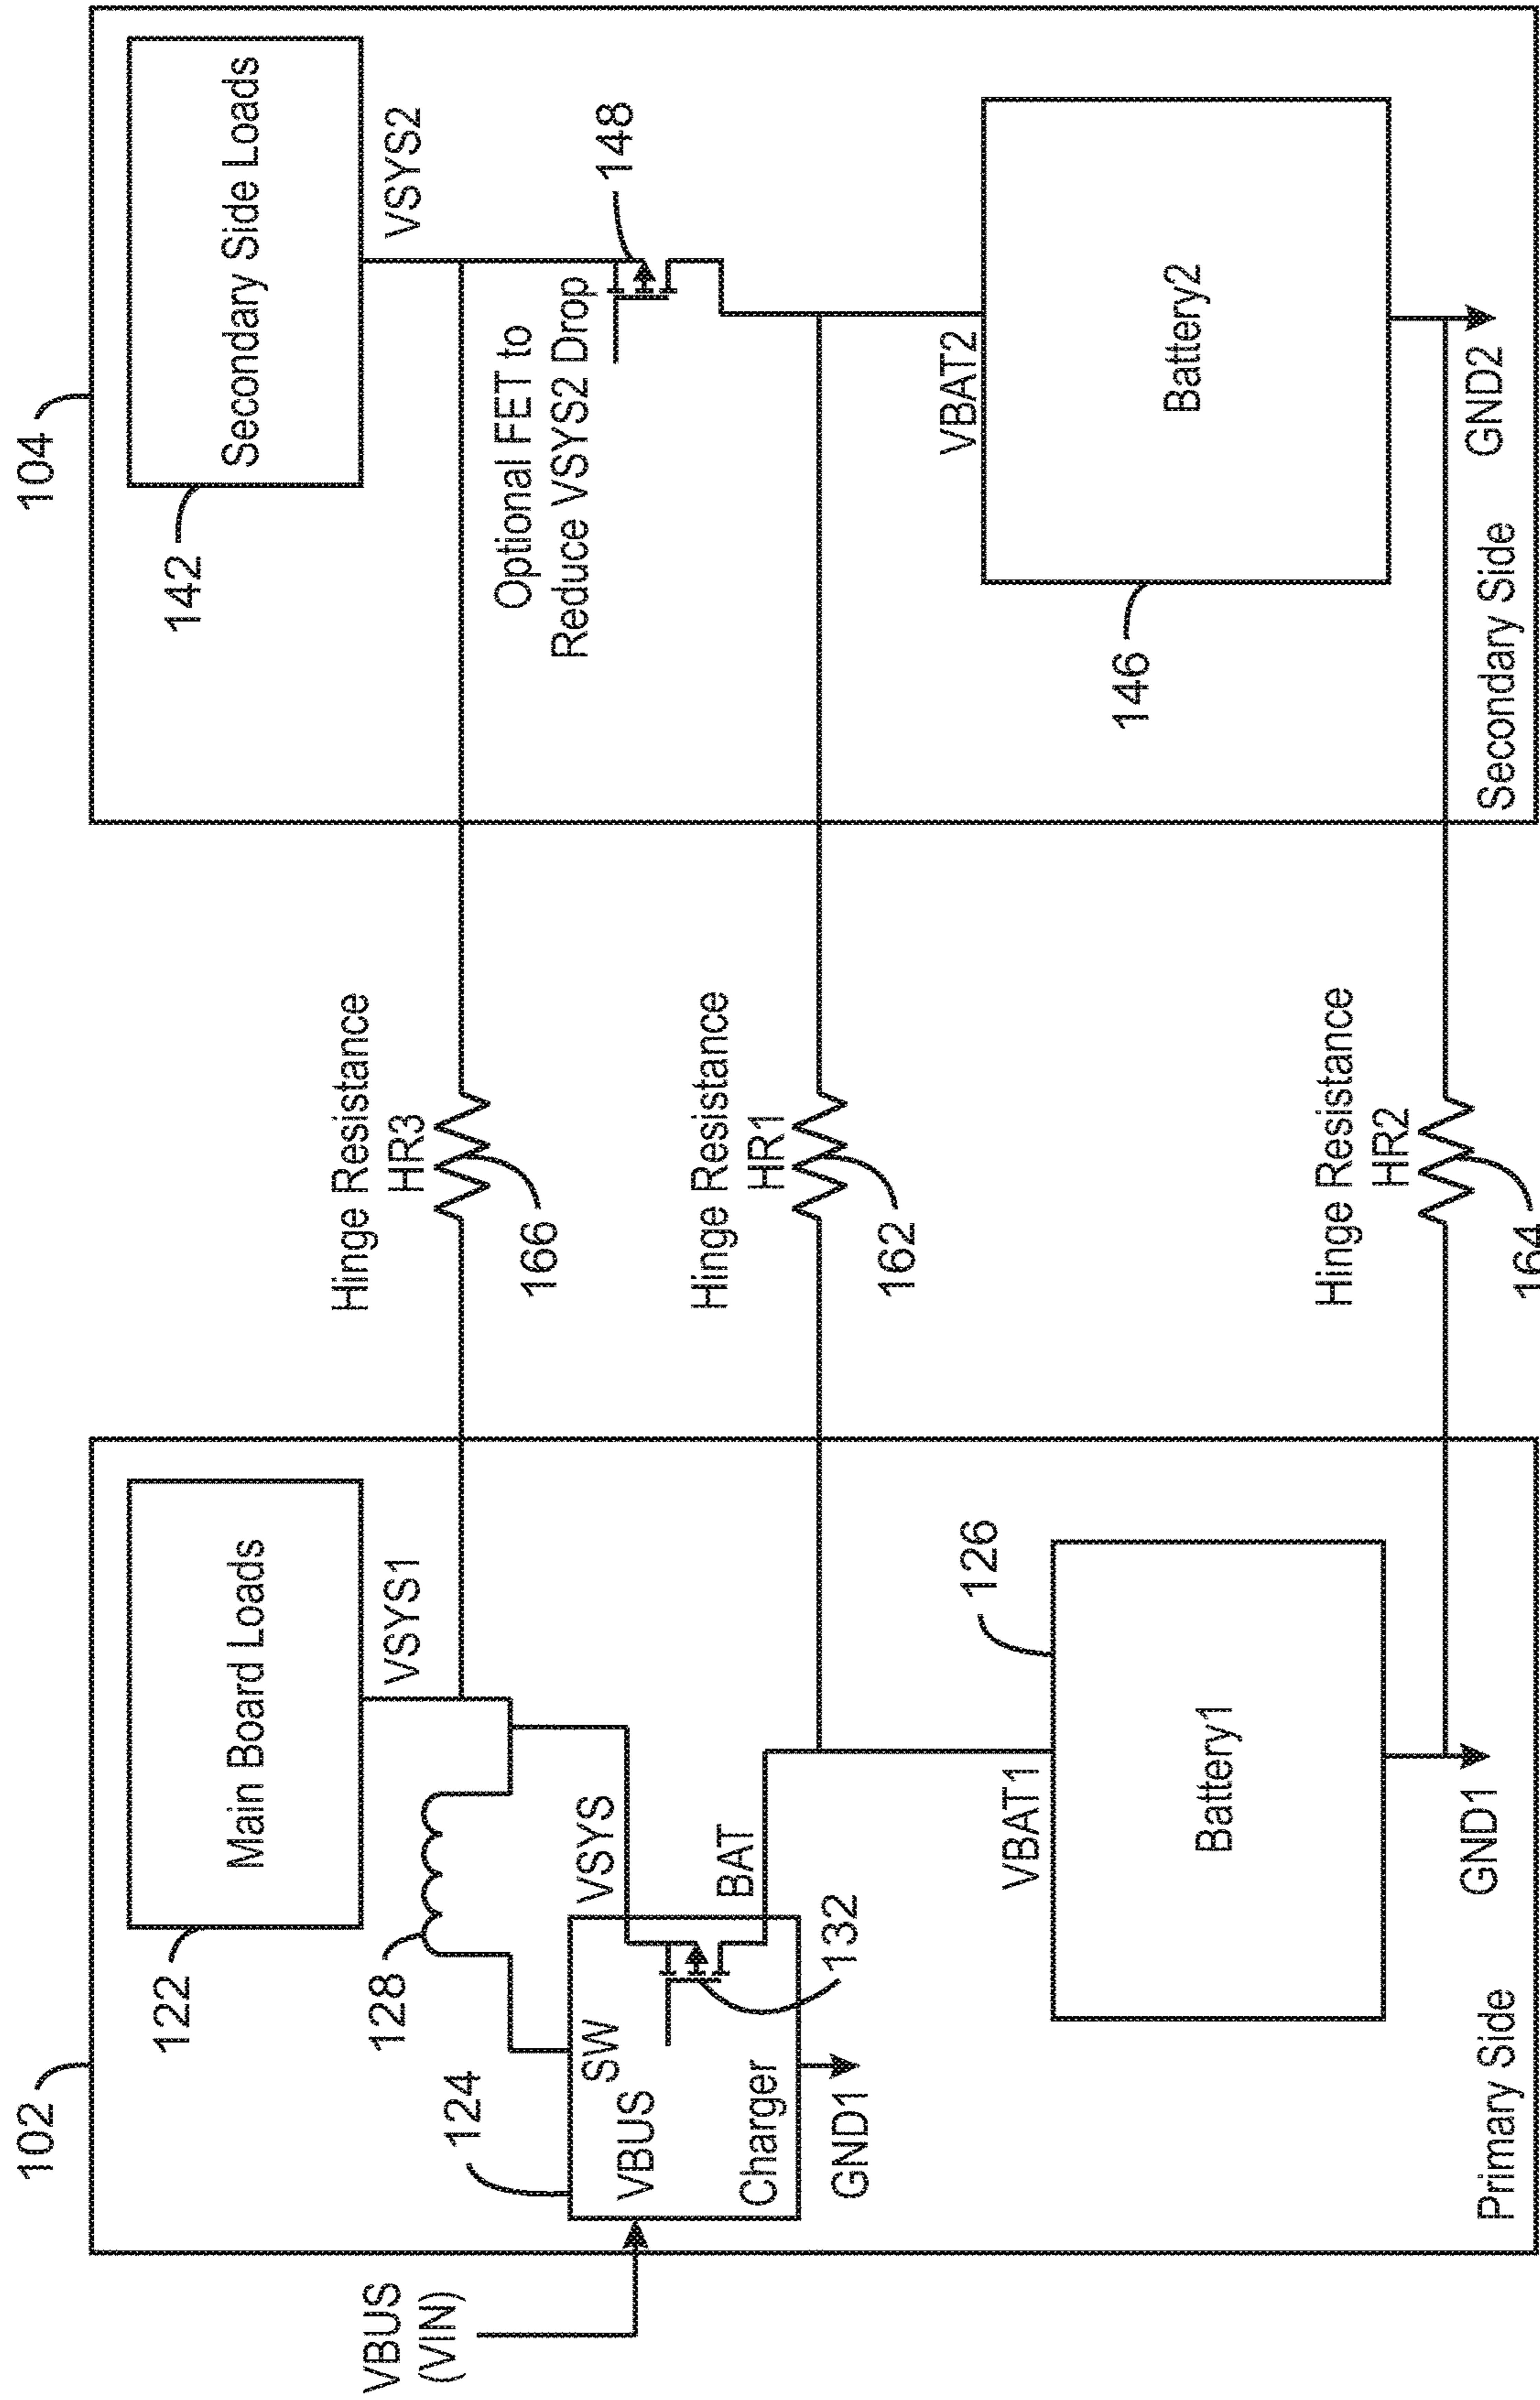 102
104
122
Main Board Loads
VSYS1
142
Secondary Side Loads
VSYS2
Hinge Resistance
HR3
166
128
Optional FET to
Reduce VSYS2 Drop
148
VBUS
(VIN)
124
SW
VBUS
Charger
VSYS
BAT
132
GND1
Hinge Resistance
HR1
162
VBAT1
126
Battery1
GND1
VBAT2
Battery2
146
GND2
Hinge Resistance
HR2
164
Primary Side
Secondary Side